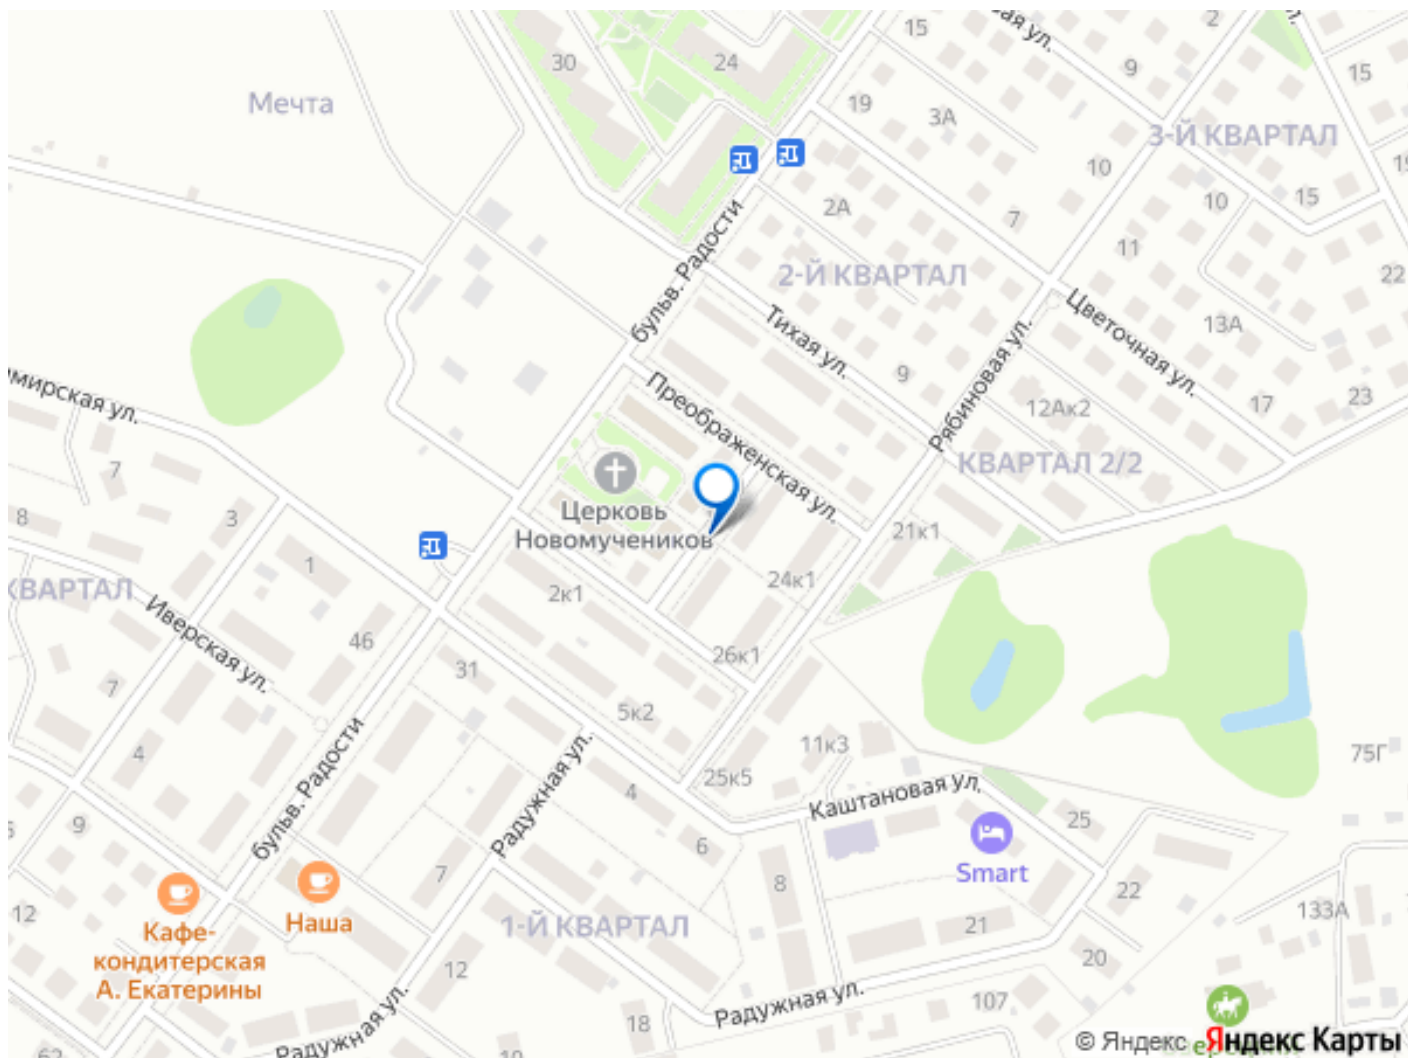 15
ая ул.
2
ул.
30
24
9
15
Мечта
19
3А
3-Й КВАРТАЛ
10
15
10
2А
7
11
бульв. Радости
2-Й КВАРТАЛ
22
Тихая ул.
Цветочная ул.
13А
9
Рябиновая ул.
мирская ул.
Преображенская ул.
12Ак2
17
23
7
КВАРТАЛ 2/2
Церковь
Новомучеников
8
3
21к1
1
КВАРТАЛ
2к1
24к1
Иверская ул.
46
26к1
31
7
5к2
4
11к3
75Г
бульв. Радости
Радужная ул.
25к5
4
Каштановая ул.
9
25
6
7
Smart
8
22
12
Наша
Кафе-
кондитерская
А. Екатерины
1-Й КВАРТАЛ
21
133А
12
20
Радужная ул.
107
18
Радужная ул.
© Яндекс Яндекс Карты